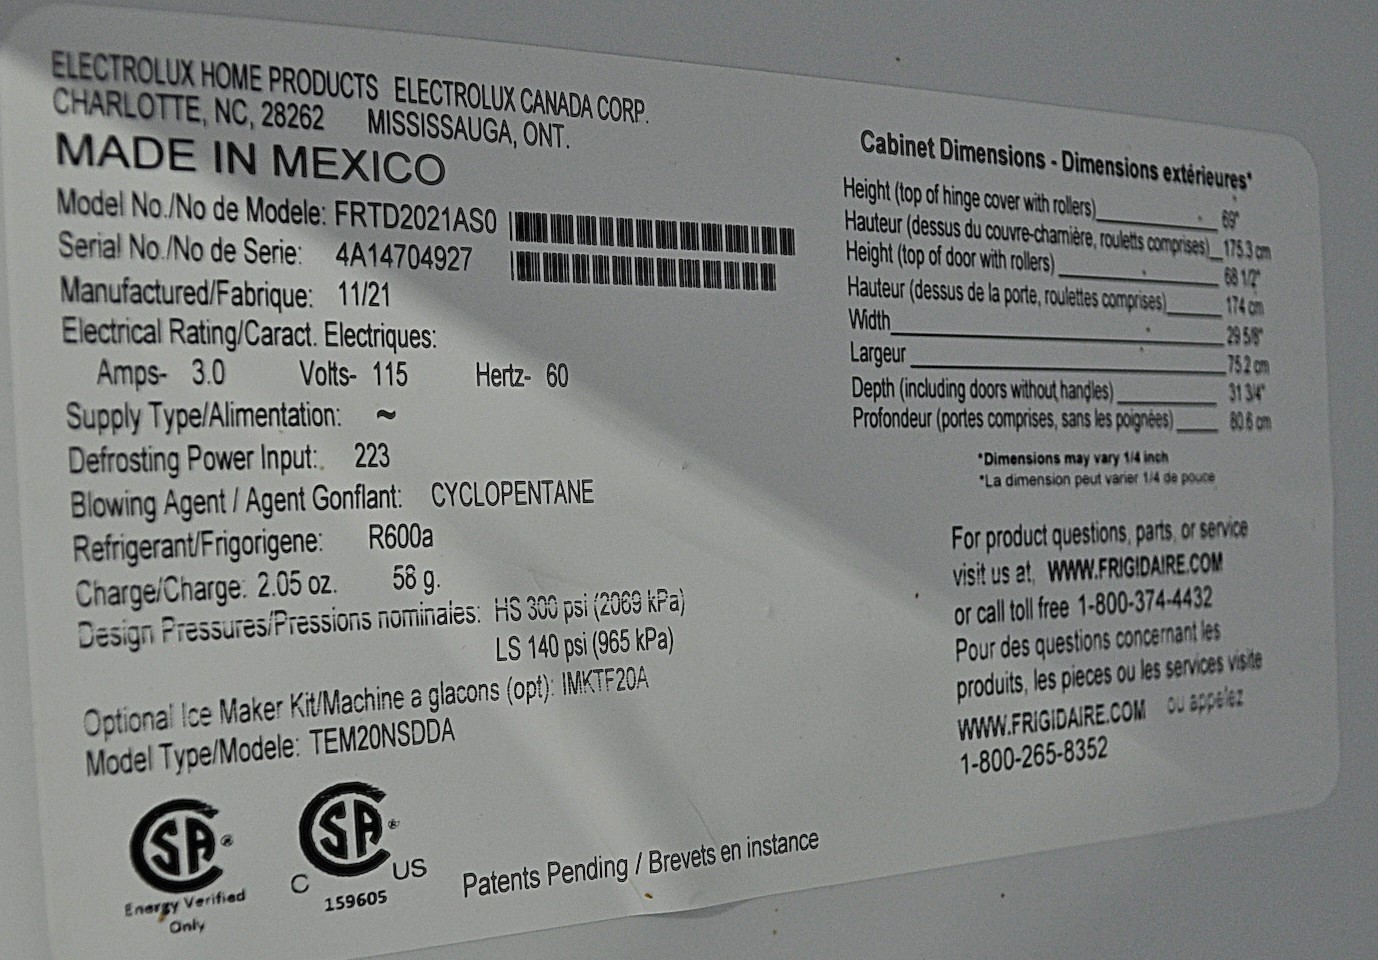 ELECTROLUX HOME PRODUCTS ELECTROLUX CANADA CORP.
CHARLOTTE, NC, 28262 MISSISSAUGA, ONT.
MADE IN MEXICO
Model No./No de Modele: FRTD2021AS0
Serial No./No de Serie: 4A14704927
Manufactured/Fabrique: 11/21
Electrical Rating/Caract. Electriques:
Amps- 3.0 Volts- 115 Hertz- 60
Supply Type/Alimentation: ~
Defrosting Power Input: 223
Blowing Agent / Agent Gonflant: CYCLOPENTANE
Refrigerant/Frigorigene: R600a
Charge/Charge: 2.05 oz. 58 g.
Design Pressures/Pressions nominales: HS 300 psi (2069 kPa)
LS 140 psi (965 kPa)
Optional Ice Maker Kit/Machine a glacons (opt): IMKTF20A
Model Type/Modele: TEM20NSDDA
SA ®
Energy Verified
Only
SA ®
C US
159605
Patents Pending / Brevets en instance
Cabinet Dimensions - Dimensions extérieures*
Height (top of hinge cover with rollers) 69"
Hauteur (dessus du couvre-charnière, rouletts comprises) 175.3 cm
Height (top of door with rollers) 68 1/2"
Hauteur (dessus de la porte, roulettes comprises) 174 cm
Width 29 5/8"
Largeur 75.2 cm
Depth (including doors without handles) 31 3/4"
Profondeur (portes comprises, sans les poignées) 80.6 cm
*Dimensions may vary 1/4 inch
*La dimension peut varier 1/4 de pouce
For product questions, parts, or service
visit us at, WWW.FRIGIDAIRE.COM
or call toll free 1-800-374-4432
Pour des questions concernant les
produits, les pieces ou les services visite
WWW.FRIGIDAIRE.COM ou appelez
1-800-265-8352